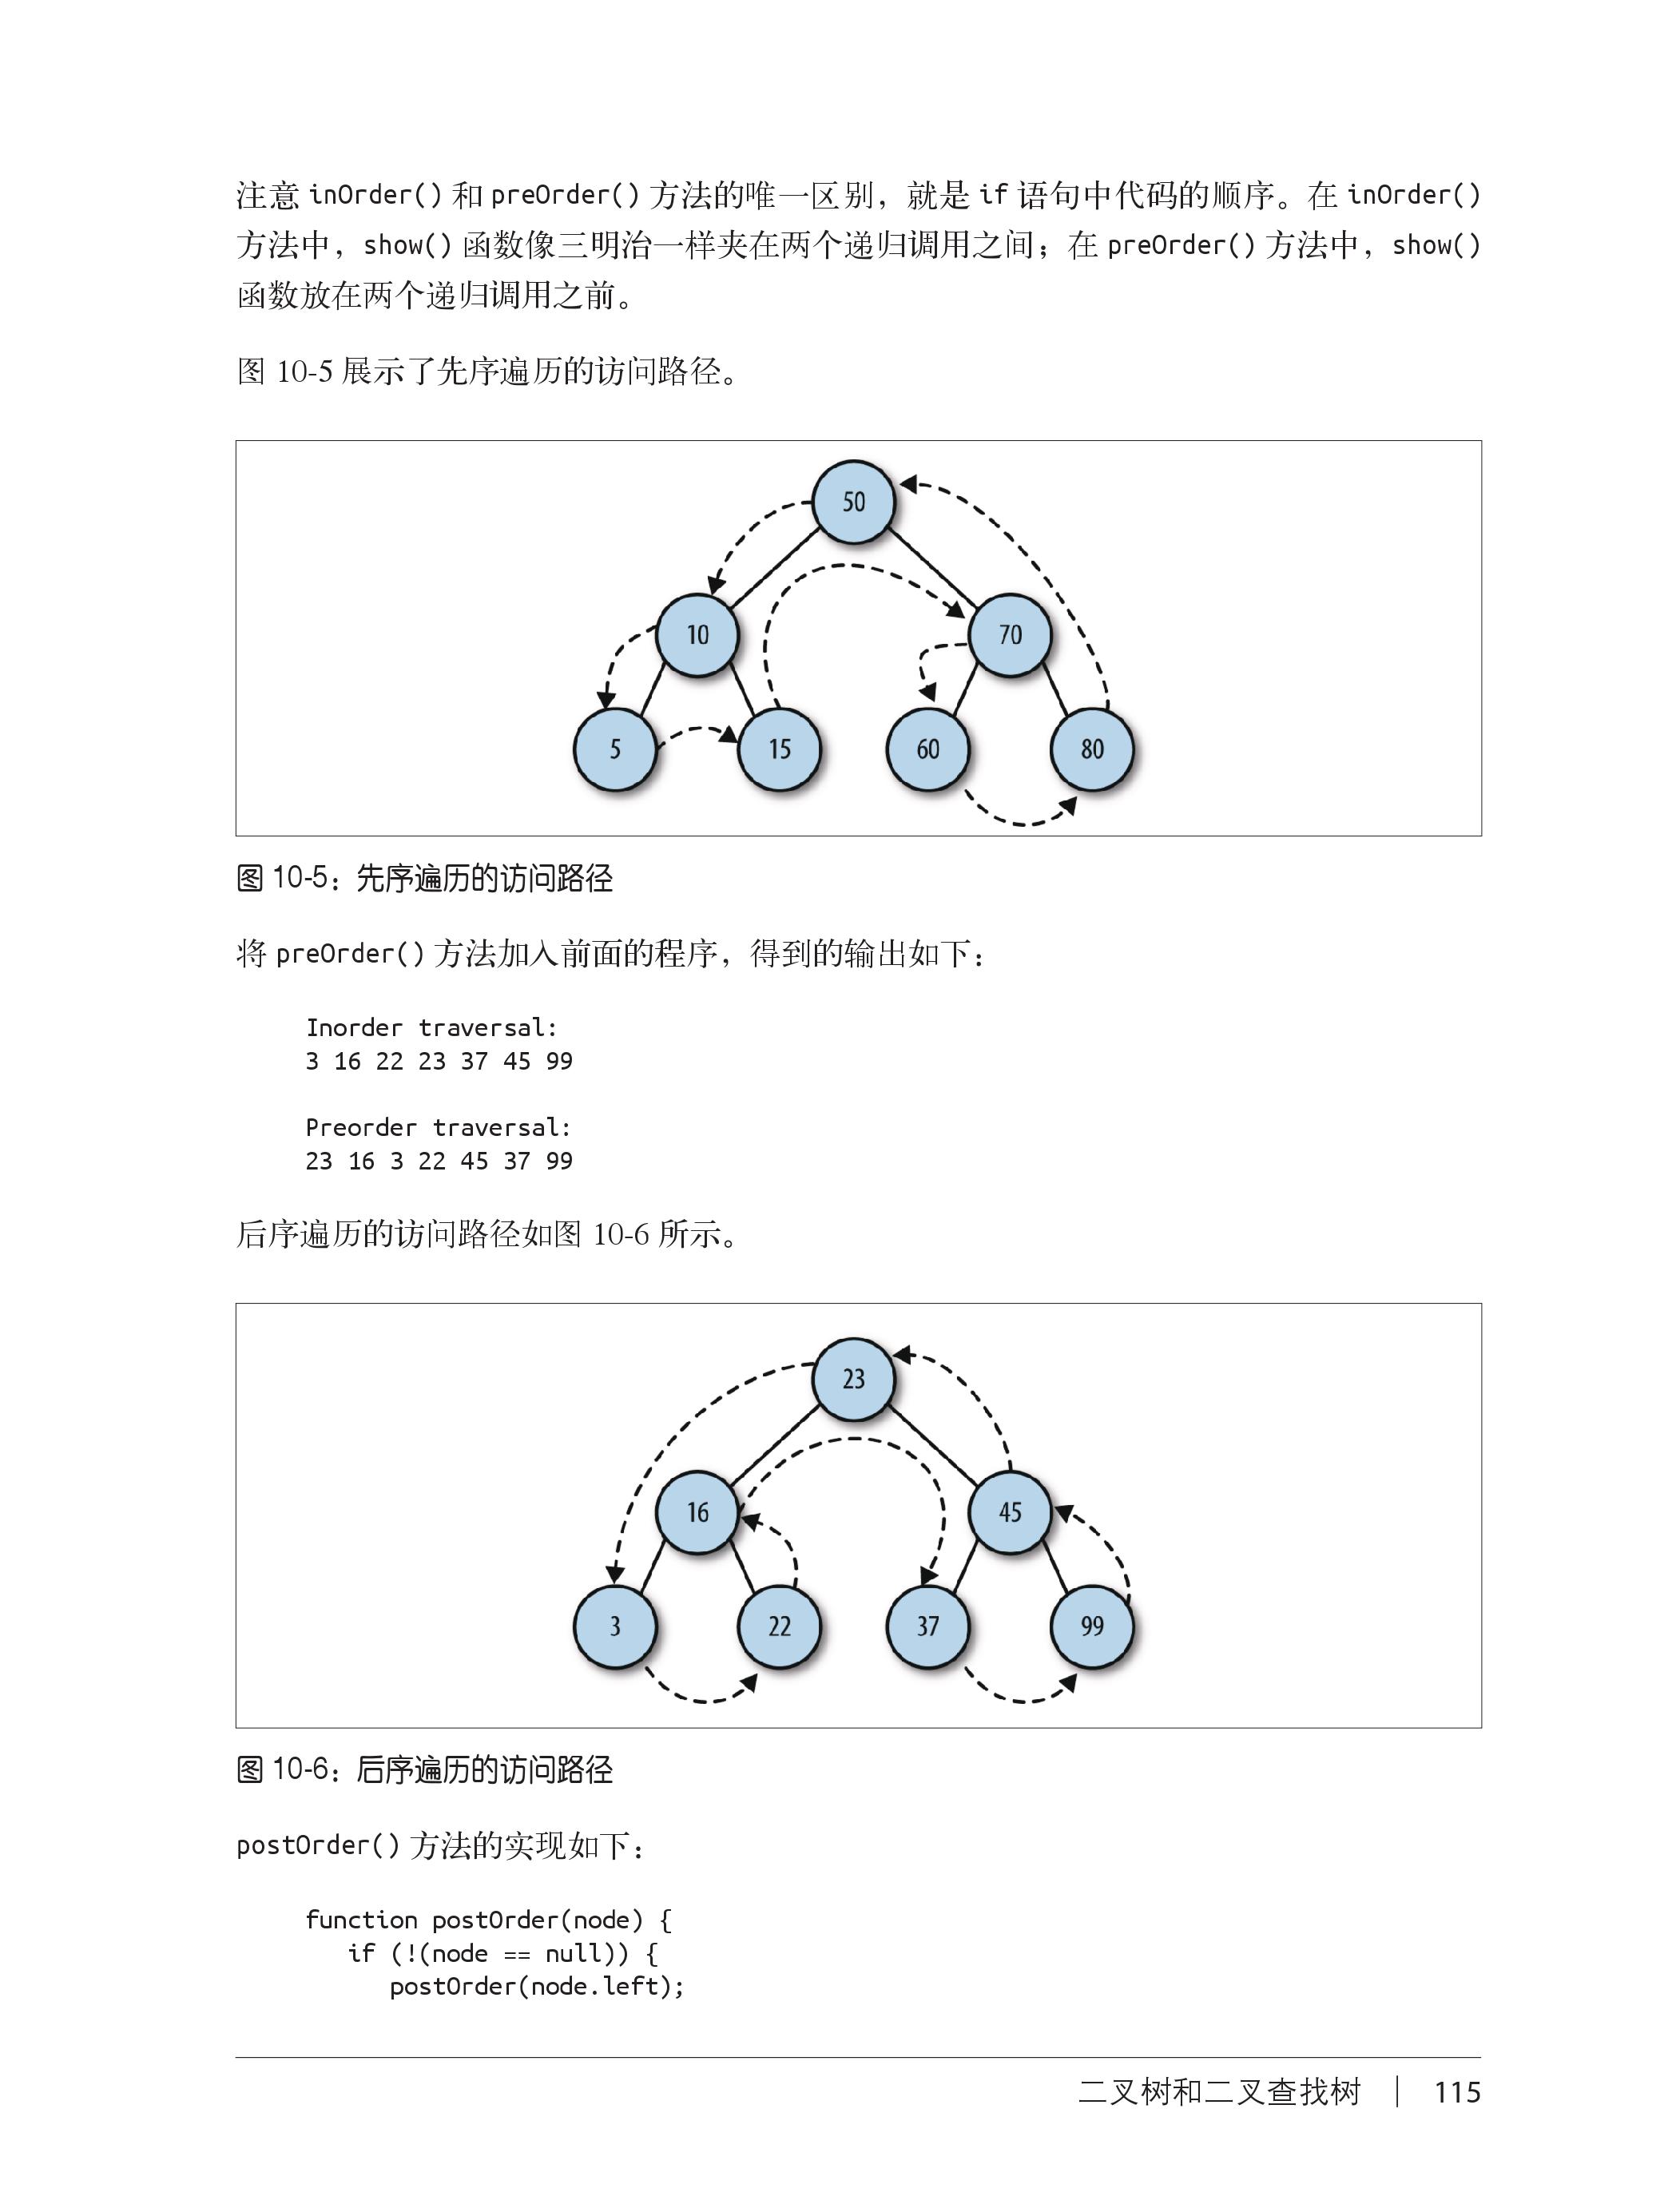 注意 inOrder() 和 preOrder() 方法的唯一区别，就是 if 语句中代码的顺序。在 inOrder()
方法中，show() 函数像三明治一样夹在两个递归调用之间；在 preOrder() 方法中，show()
函数放在两个递归调用之前。
图 10-5 展示了先序遍历的访问路径。
50
10
70
5
15
60
80
图 10-5：先序遍历的访问路径
将 preOrder() 方法加入前面的程序，得到的输出如下：
Inorder traversal:
3 16 22 23 37 45 99
Preorder traversal:
23 16 3 22 45 37 99
后序遍历的访问路径如图 10-6 所示。
23
16
45
3
22
37
99
图 10-6：后序遍历的访问路径
postOrder() 方法的实现如下：
function postOrder(node) {
if (!(node == null)) {
postOrder(node.left);
二叉树和二叉查找树 | 115